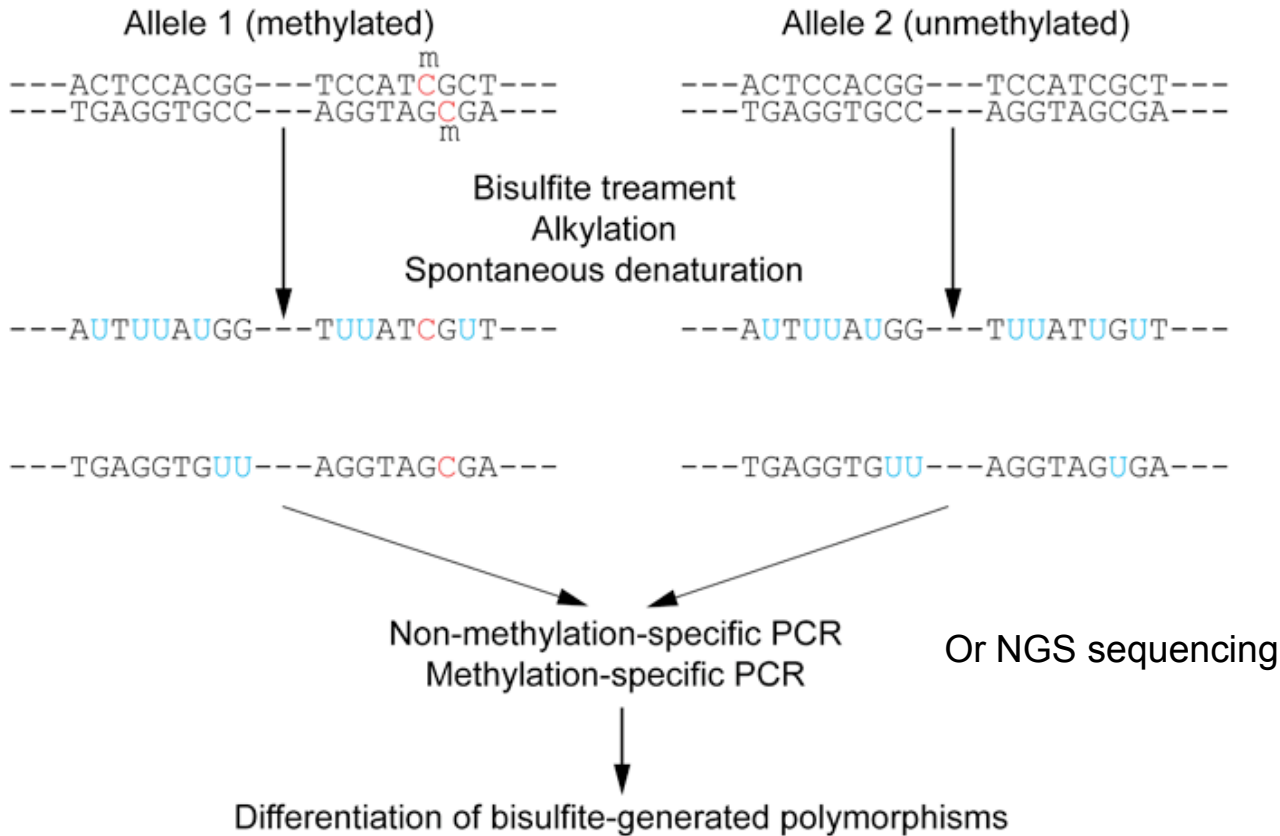 Allele 1 (methylated)
Allele 2 (unmethylated)
m
---ACTCCACGG---TCCATCGCT---
---TGAGGTGCC---AGGTAGCGA---
m
---ACTCCACGG---TCCATCGCT---
---TGAGGTGCC---AGGTAGCGA---
Bisulfite treament
Alkylation
Spontaneous denaturation
---AUTUUAUGG---TUUATCGUT---
---AUTUUAUGG---TUUATUGUT---
---TGAGGTGUU---AGGTAGCGA---
---TGAGGTGUU---AGGTAGUGA---
Non-methylation-specific PCR
Methylation-specific PCR
Or NGS sequencing
Differentiation of bisulfite-generated polymorphisms